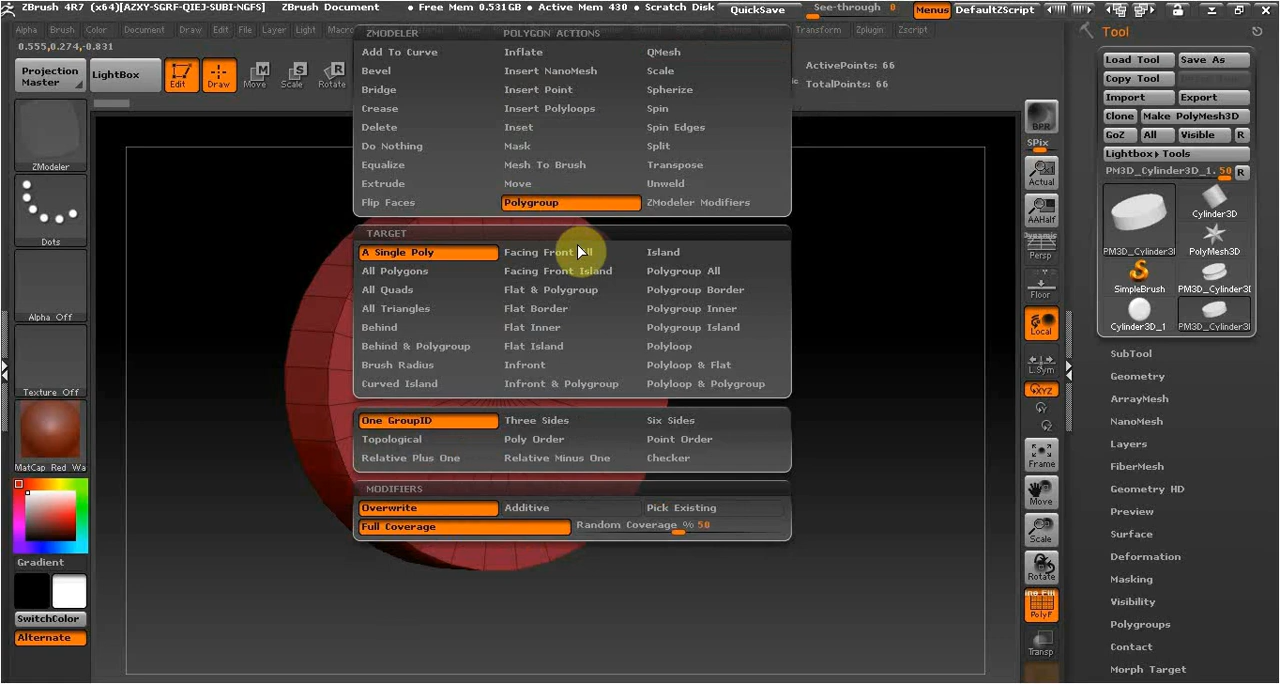 ZBrush 4R7 (x64)[AZXY-SGRF-QIEJ-SUBI-NGFS] ZBrush Document • Free Mem 0.531GB • Active Mem 430 • Scratch Disk QuickSave See-through 0 Menus DefaultZScript
Alpha Brush Color Document Draw Edit File Layer Light Transform Zplugin Zscript
0.555,0.274,-0.831
Projection Master
LightBox
Edit Draw Move Scale Rotate
ActivePoints: 66
TotalPoints: 66
ZModeler
Dots
Alpha Off
Texture Off
MatCap Red Wa
Gradient
SwitchColor
Alternate
ZMODELER POLYGON ACTIONS
Add To Curve Inflate QMesh
Bevel Insert NanoMesh Scale
Bridge Insert Point Spherize
Crease Insert Polyloops Spin
Delete Inset Spin Edges
Do Nothing Mask Split
Equalize Mesh To Brush Transpose
Extrude Move Unweld
Flip Faces Polygroup ZModeler Modifiers
TARGET
A Single Poly Facing Front Island
All Polygons Facing Front Island Polygroup All
All Quads Flat & Polygroup Polygroup Border
All Triangles Flat Border Polygroup Inner
Behind Flat Inner Polygroup Island
Behind & Polygroup Flat Island Polyloop
Brush Radius Infront Polyloop & Flat
Curved Island Infront & Polygroup Polyloop & Polygroup
One GroupID Three Sides Six Sides
Topological Poly Order Point Order
Relative Plus One Relative Minus One Checker
MODIFIERS
Overwrite Additive Pick Existing
Full Coverage Random Coverage % 50
BPR
SPix
Actual
AAHalf
Dynamic
Persp
Floor
Local
L.Sym
XYZ
Frame
Move
Scale
Rotate
PolyF
Transp
Tool
Load Tool Save As
Copy Tool
Import Export
Clone Make PolyMesh3D
GoZ All Visible R
Lightbox Tools
PM3D_Cylinder3D_1. 50 R
Cylinder3D
PM3D_Cylinder3D PolyMesh3D
SimpleBrush PM3D_Cylinder3D
Cylinder3D_1 PM3D_Cylinder3D
SubTool
Geometry
ArrayMesh
NanoMesh
Layers
FiberMesh
Geometry HD
Preview
Surface
Deformation
Masking
Visibility
Polygroups
Contact
Morph Target